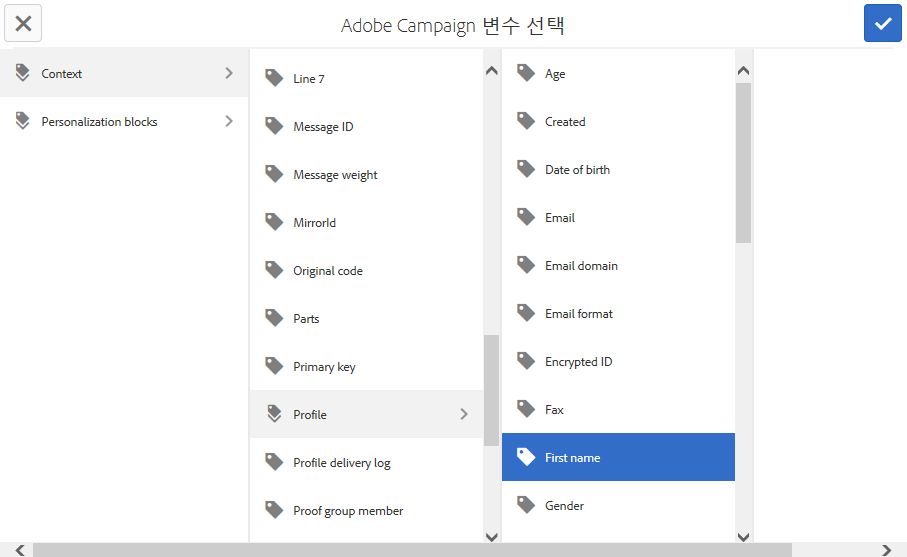 Adobe Campaign 변수 선택
Context
Personalization blocks
Line 7
Message ID
Message weight
MirrorId
Original code
Parts
Primary key
Profile
Profile delivery log
Proof group member
Age
Created
Date of birth
Email
Email domain
Email format
Encrypted ID
Fax
First name
Gender